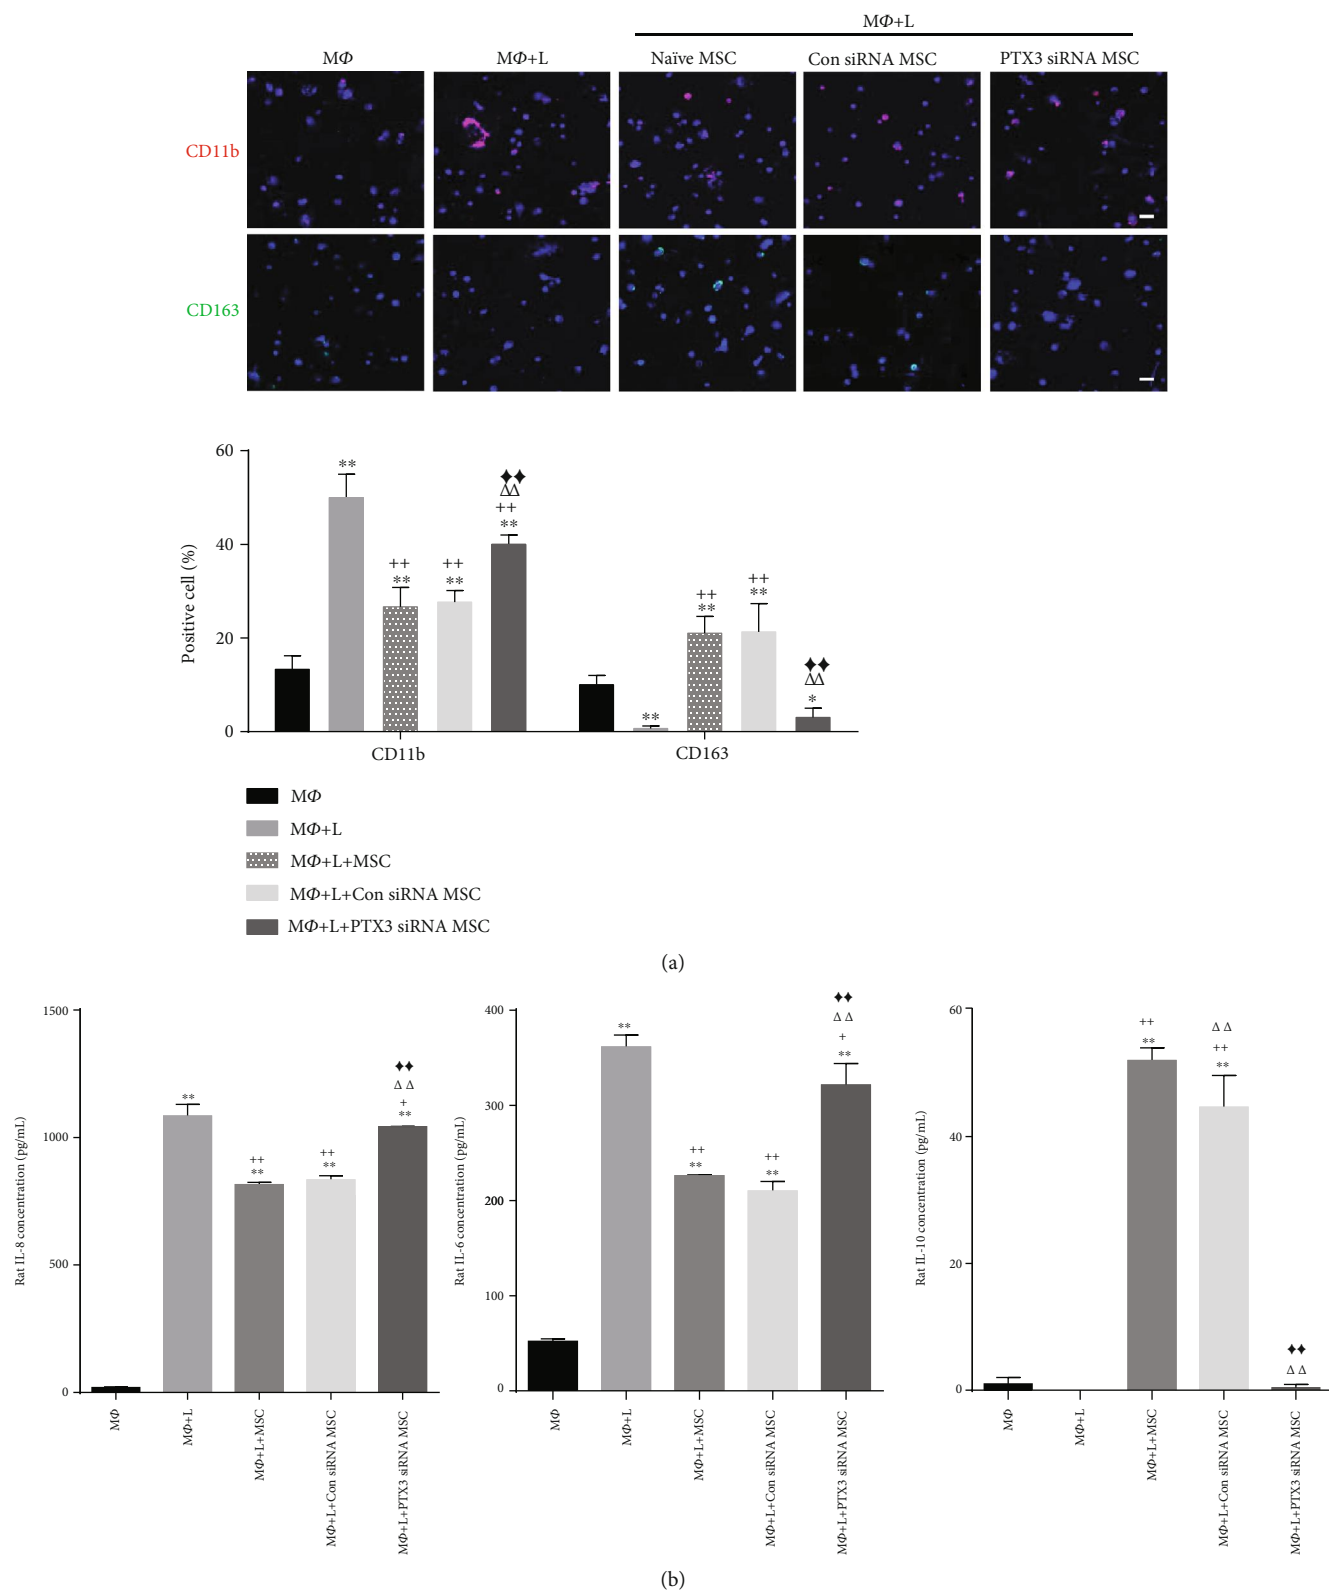 MΦ+L
MΦ MΦ+L Naïve MSC Con siRNA MSC PTX3 siRNA MSC
CD11b
CD163
60
40
20
0
Positive cell (%)
** ++ ** ++ ** ♦♦ ΔΔ ++ **
** ++ ** ++ ** ♦♦ ΔΔ *
CD11b CD163
MΦ
MΦ+L
MΦ+L+MSC
MΦ+L+Con siRNA MSC
MΦ+L+PTX3 siRNA MSC
(a)
1500
1000
500
0
Rat IL-8 concentration (pg/mL)
** ++ ** ++ ** ♦♦ Δ Δ + **
MΦ
MΦ+L
MΦ+L+MSC
MΦ+L+Con siRNA MSC
MΦ+L+PTX3 siRNA MSC
400
300
200
100
0
Rat IL-6 concentration (pg/mL)
** ++ ** ++ ** ♦♦ Δ Δ + **
MΦ
MΦ+L
MΦ+L+MSC
MΦ+L+Con siRNA MSC
MΦ+L+PTX3 siRNA MSC
60
40
20
0
Rat IL-10 concentration (pg/mL)
++ ** Δ Δ ++ ** ♦♦ Δ Δ
MΦ
MΦ+L
MΦ+L+MSC
MΦ+L+Con siRNA MSC
MΦ+L+PTX3 siRNA MSC
(b)